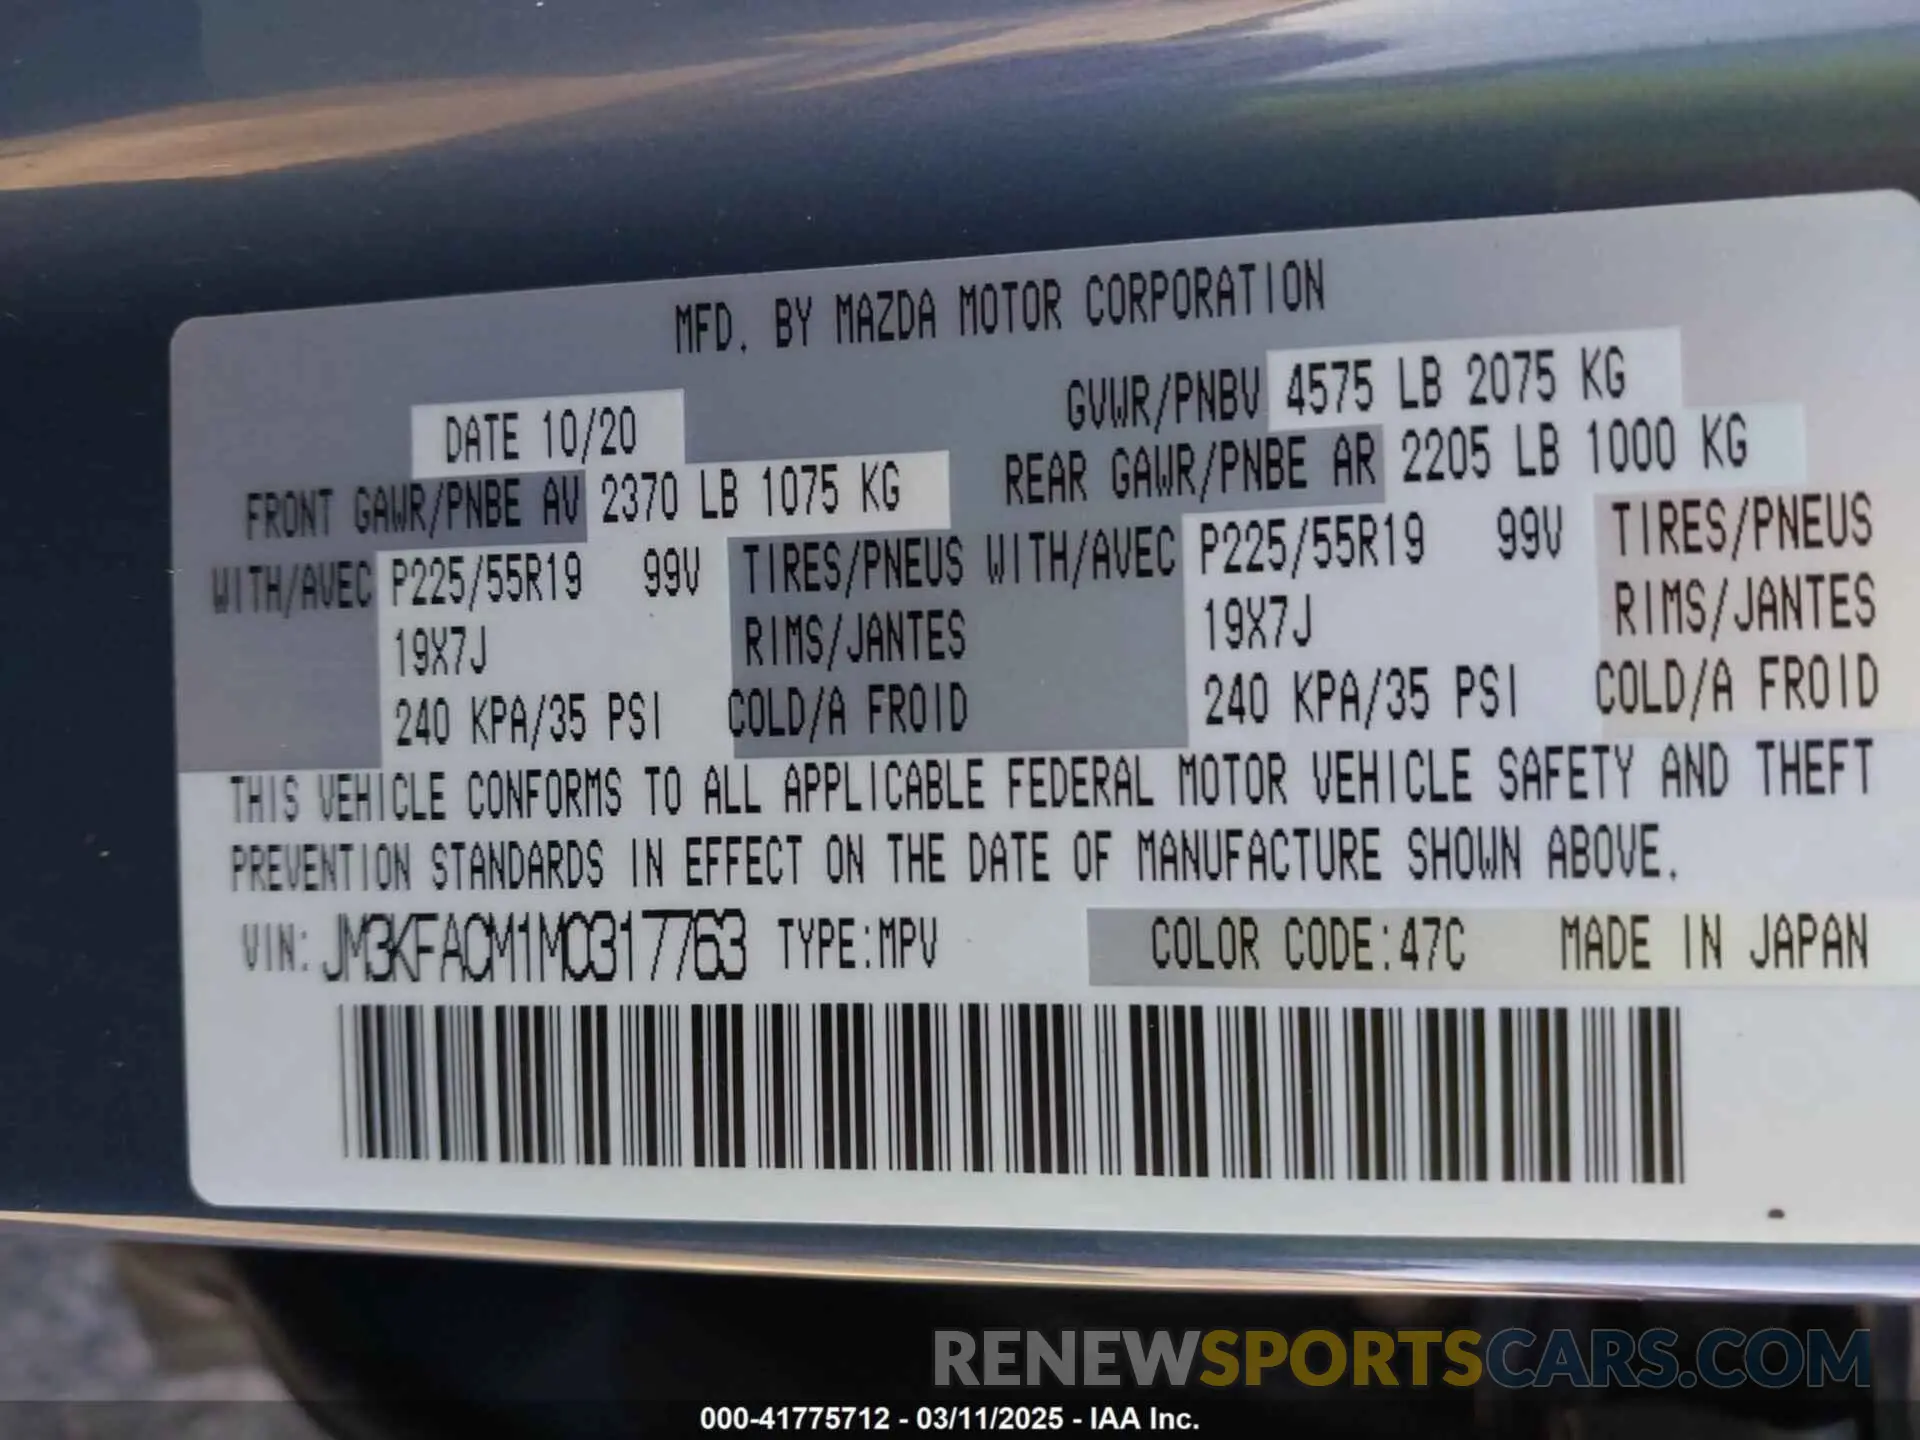 MFD. BY MAZDA MOTOR CORPORATION
DATE 10/20 GVWR/PNBV 4575 LB 2075 KG
FRONT GAWR/PNBE AV 2370 LB 1075 KG REAR GAWR/PNBE AR 2205 LB 1000 KG
WITH/AVEC P225/55R19 99V TIRES/PNEUS WITH/AVEC P225/55R19 99V TIRES/PNEUS
19X7J RIMS/JANTES 19X7J RIMS/JANTES
240 KPA/35 PSI COLD/A FROID 240 KPA/35 PSI COLD/A FROID
THIS VEHICLE CONFORMS TO ALL APPLICABLE FEDERAL MOTOR VEHICLE SAFETY AND THEFT
PREVENTION STANDARDS IN EFFECT ON THE DATE OF MANUFACTURE SHOWN ABOVE.
VIN: JM3KFACM1M0317763 TYPE:MPV COLOR CODE:47C MADE IN JAPAN
RENEWSPORTSCARS.COM
000-41775712 - 03/11/2025 - IAA Inc.